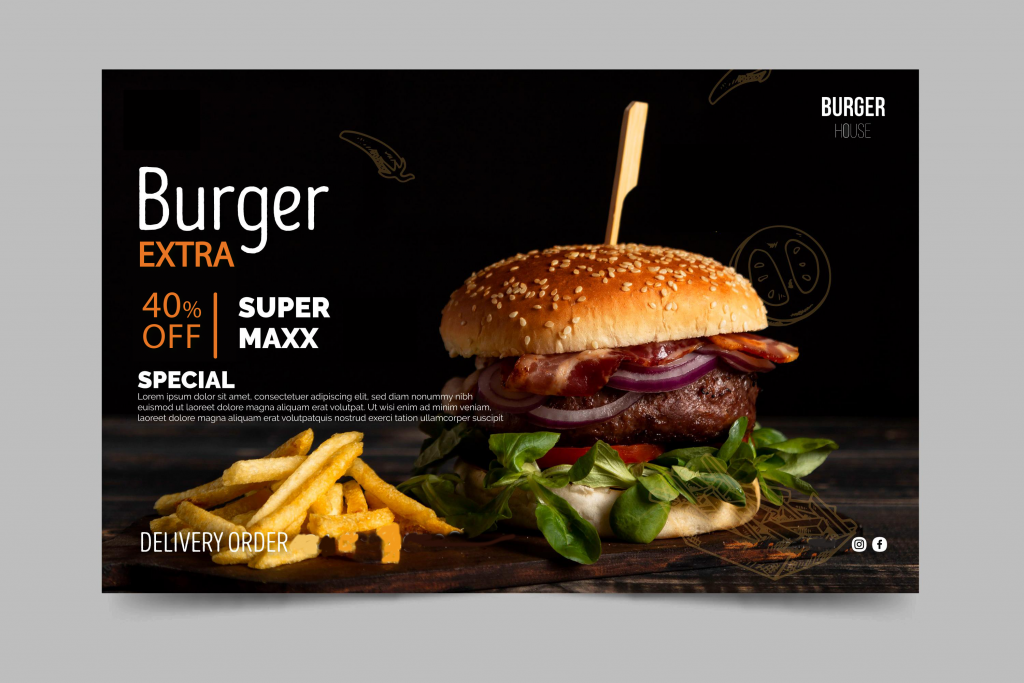 BURGER
HOUSE
Burger
EXTRA
40%
OFF
SUPER
MAXX
SPECIAL
Lorem ipsum dolor sit amet, consectetuer adipiscing elit, sed diam nonummy nibh
euismod ut laoreet dolore magna aliquam erat volutpat. Ut wisi enim ad minim veniam,
laoreet dolore magna aliquam erat volutpatquis nostrud exerci tation ullamcorper suscipit
DELIVERY ORDER